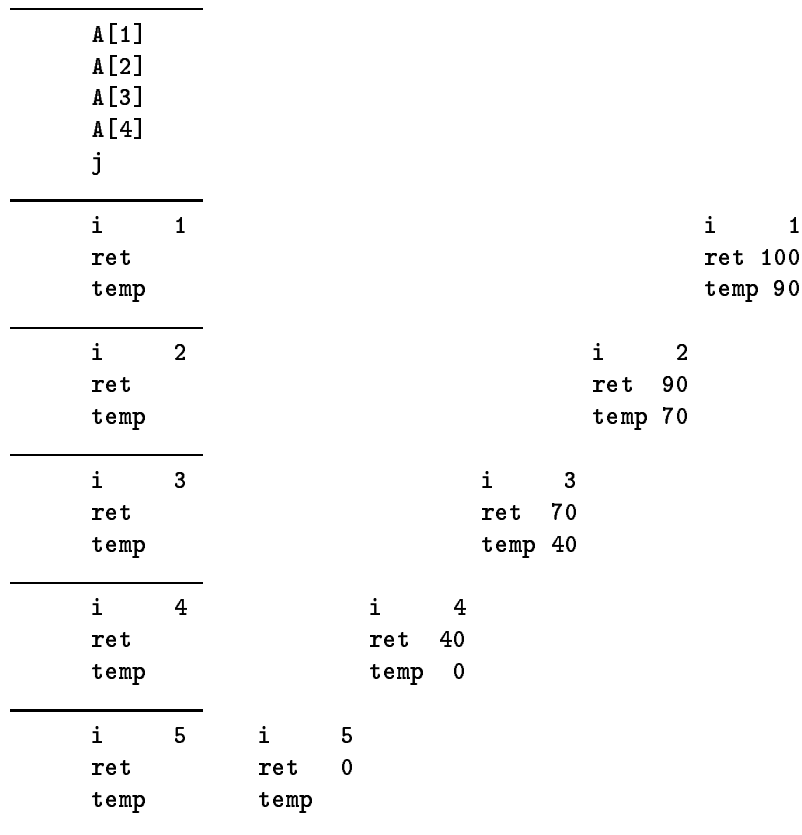 A[1]
A[2]
A[3]
A[4]
j
i 1 i 1
ret ret 100
temp temp 90
i 2 i 2
ret ret 90
temp temp 70
i 3 i 3
ret ret 70
temp temp 40
i 4 i 4
ret ret 40
temp temp 0
i 5 i 5
ret ret 0
temp temp